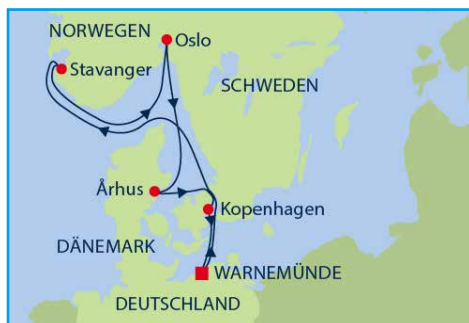 NORWEGEN
Oslo
Stavanger
SCHWEDEN
Århus
Kopenhagen
DÄNEMARK
WARNEMÜNDE
DEUTSCHLAND